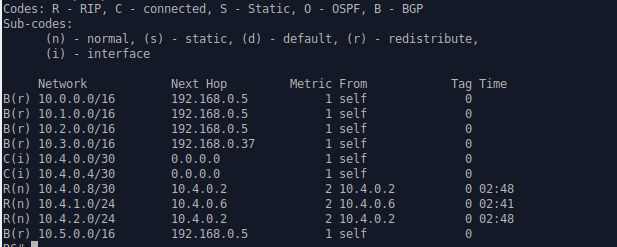 Codes: R - RIP, C - connected, S - Static, O - OSPF, B - BGP
Sub-codes:
      (n) - normal, (s) - static, (d) - default, (r) - redistribute,
      (i) - interface

     Network            Next Hop         Metric From            Tag Time
B(r) 10.0.0.0/16        192.168.0.5           1 self              0
B(r) 10.1.0.0/16        192.168.0.5           1 self              0
B(r) 10.2.0.0/16        192.168.0.5           1 self              0
B(r) 10.3.0.0/16        192.168.0.37          1 self              0
C(i) 10.4.0.0/30        0.0.0.0               1 self              0
C(i) 10.4.0.4/30        0.0.0.0               1 self              0
R(n) 10.4.0.8/30        10.4.0.2              2 10.4.0.2          0 02:48
R(n) 10.4.1.0/24        10.4.0.6              2 10.4.0.6          0 02:41
R(n) 10.4.2.0/24        10.4.0.2              2 10.4.0.2          0 02:48
B(r) 10.5.0.0/16        192.168.0.5           1 self              0